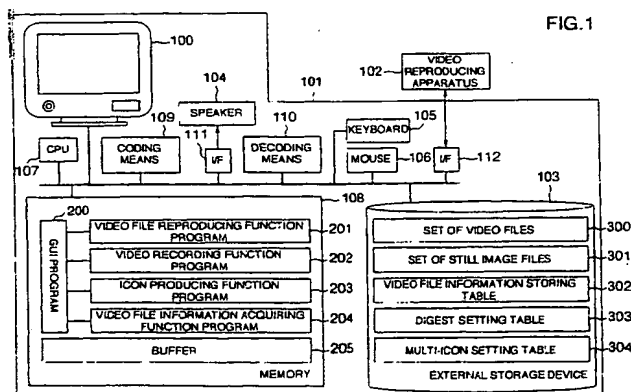 FIG.1
100
VIDEO
REPRODUCING
APPARATUS
102
104
SPEAKER
101
109
CODING
MEANS
111
I/F
110
DECODING
MEANS
KEYBOARD
105
MOUSE
106
I/F
112
CPU
107
108
200
GUI PROGRAM
VIDEO FILE REPRODUCING FUNCTION
PROGRAM
201
VIDEO RECORDING FUNCTION
PROGRAM
202
ICON PRODUCING FUNCTION
PROGRAM
203
VIDEO FILE INFORMATION ACQUIRING
FUNCTION PROGRAM
204
BUFFER
205
MEMORY
103
SET OF VIDEO FILES
300
SET OF STILL IMAGE FILES
301
VIDEO FILE INFORMATION STORING
TABLE
302
DIGEST SETTING TABLE
303
MULTI-ICON SETTING TABLE
304
EXTERNAL STORAGE DEVICE